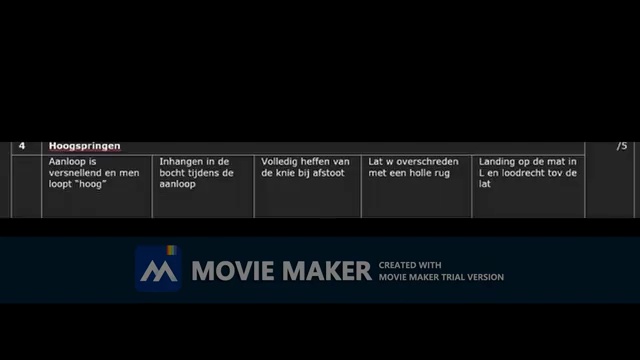 4 Hoogspringen /5
Aanloop is
versnellend en men
loopt “hoog”
Inhangen in de
bocht tijdens de
aanloop
Volledig heffen van
de knie bij afstoot
Lat w overschreden
met een holle rug
Landing op de mat in
L en loodrecht tov de
lat
MOVIE MAKER
CREATED WITH
MOVIE MAKER TRIAL VERSION